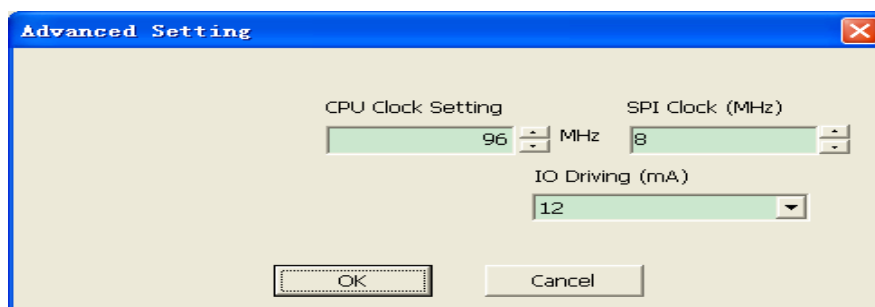 Advanced Setting
CPU Clock Setting SPI Clock (MHz)
96 MHz 8
IO Driving (mA)
12
OK Cancel